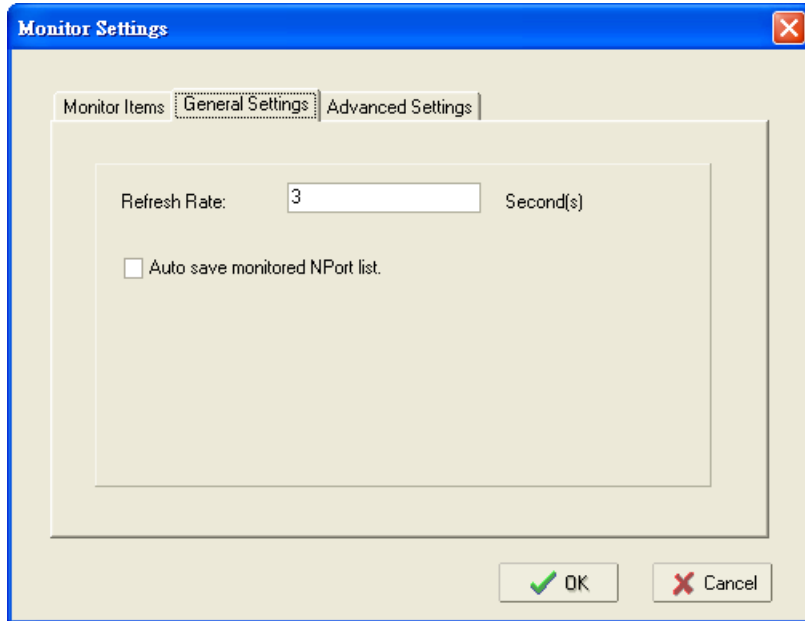 Monitor Settings
Monitor Items General Settings Advanced Settings
Refresh Rate: 3 Second(s)
Auto save monitored NPort list.
OK Cancel